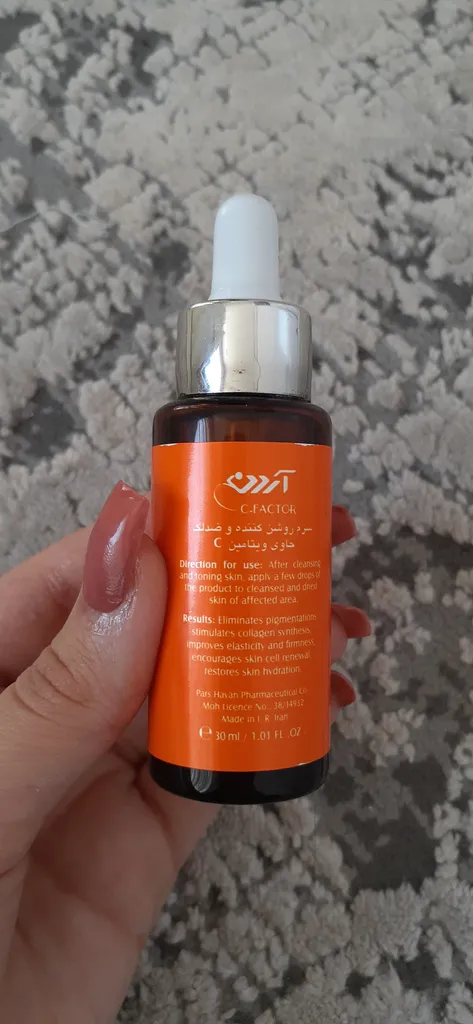 آردن
C-FACTOR
سرم روشن کننده و ضدلک
حاوی ویتامین C
Direction for use: After cleansing
and toning skin, apply a few drops of
the product to cleansed and dried
skin of affected area.
Results: Eliminates pigmentation,
stimulates collagen synthesis,
improves elasticity and firmness,
encourages skin cell renewal,
restores skin hydration.
Pars Hayan Pharmaceutical Co.
MoH Licence No.: 38/14932
Made in I. R. Iran
℮ 30 ml / 1.01 FL .OZ